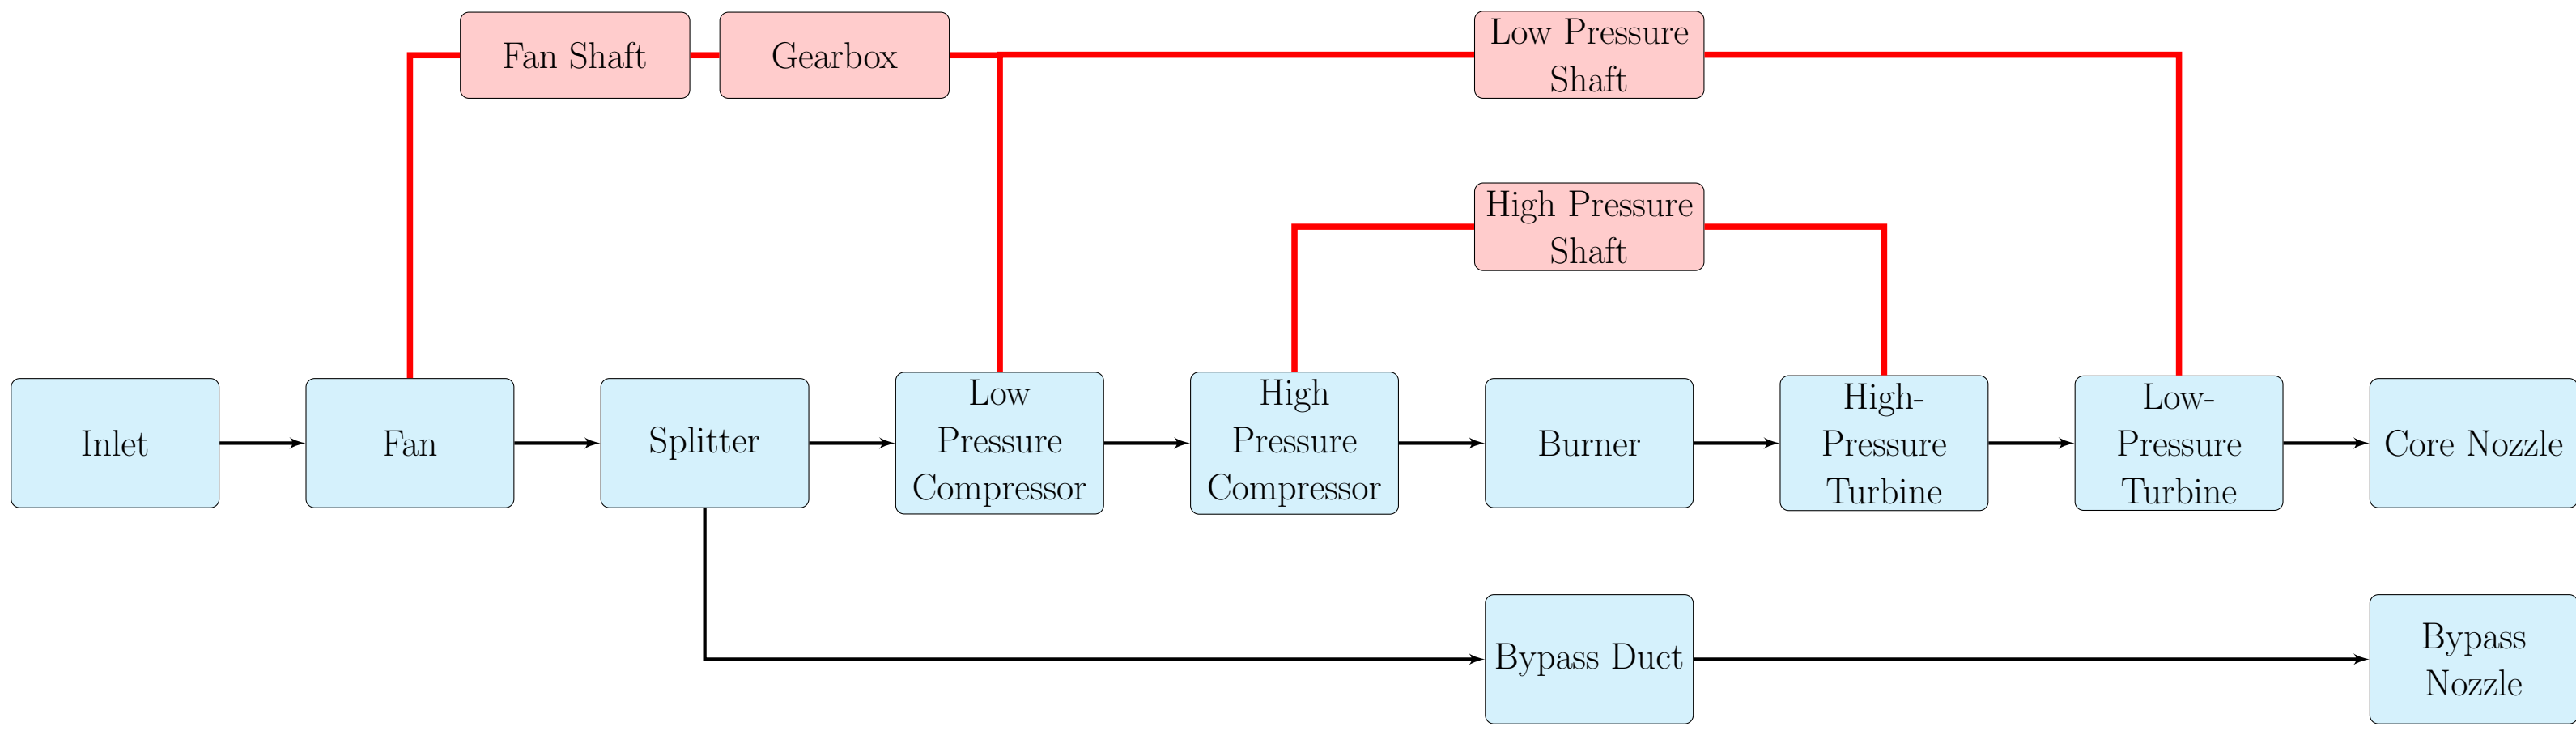 Fan Shaft
Gearbox
Low Pressure
Shaft
High Pressure
Shaft
Inlet
Fan
Splitter
Low
Pressure
Compressor
High
Pressure
Compressor
Burner
High-
Pressure
Turbine
Low-
Pressure
Turbine
Core Nozzle
Bypass Duct
Bypass
Nozzle